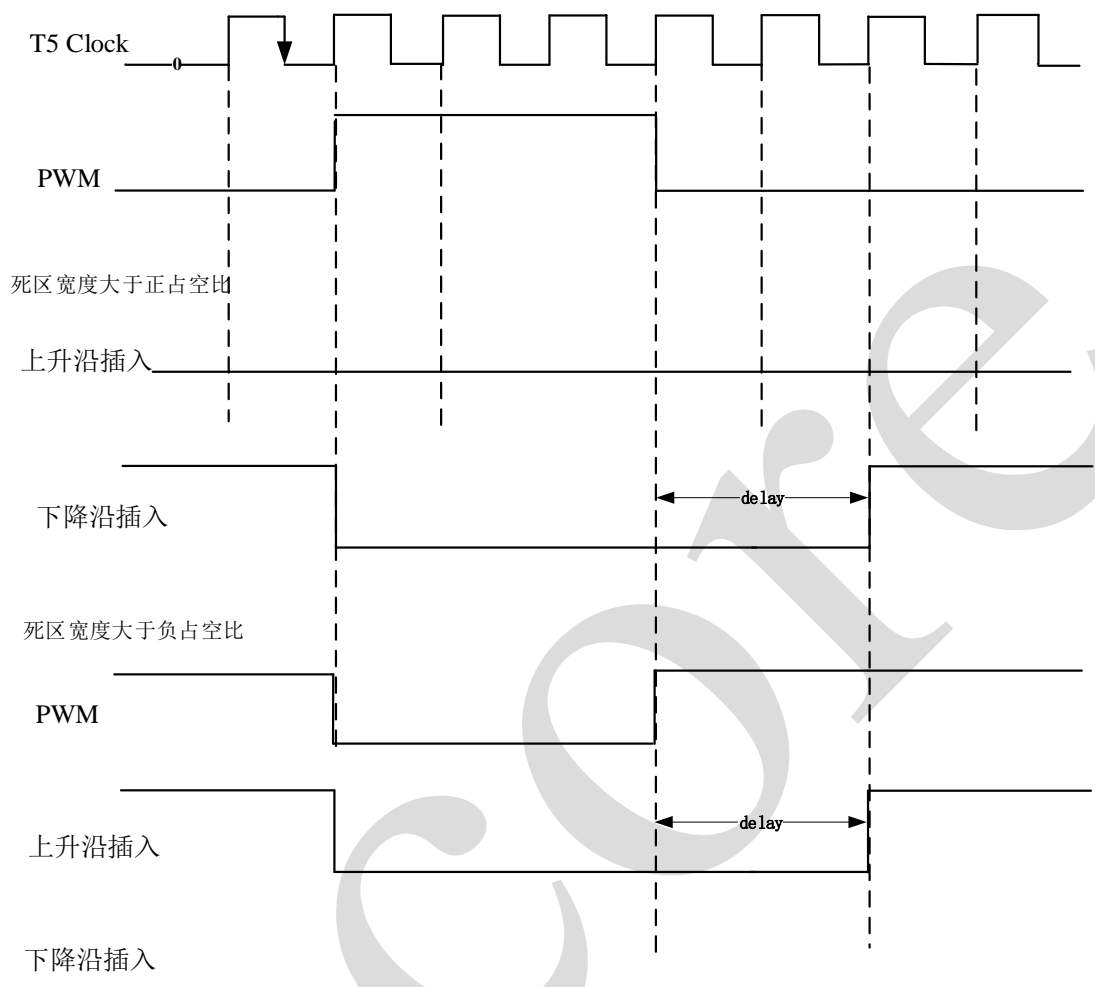 T5 Clock
0
PWM
死区宽度大于正占空比
上升沿插入
delay
下降沿插入
死区宽度大于负占空比
PWM
delay
上升沿插入
下降沿插入
core